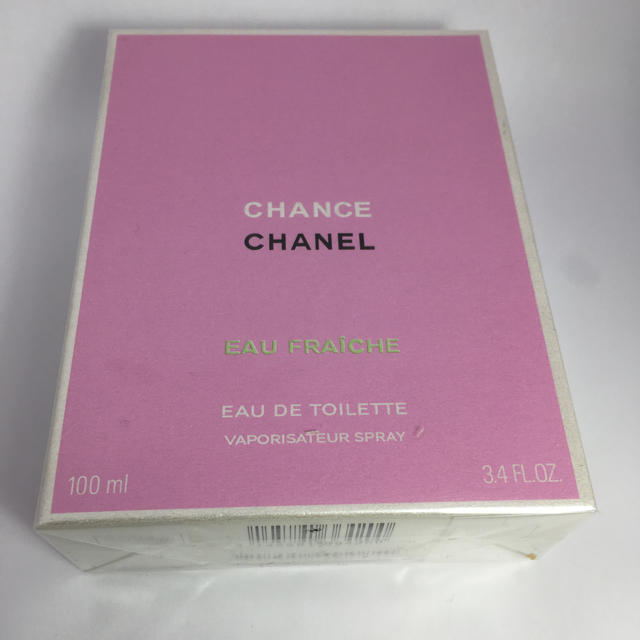 CHANCE
CHANEL
EAU FRAÎCHE
EAU DE TOILETTE
VAPORISATEUR SPRAY
100 ml
3.4 FL.OZ.